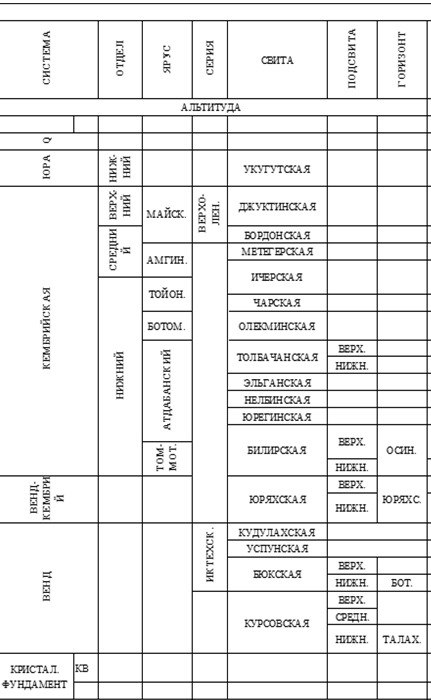 СИСТЕМА
ОТДЕЛ
ЯРУС
СЕРИЯ
СВИТА
ПОДСВИТА
ГОРИЗОНТ
АЛЬТИТУДА
Q
ЮРА
НИЖ-
НИЙ
УКУГУТСКАЯ
КЕМБРИЙСКАЯ
ВЕРХ-
НИЙ
МАЙСК.
ВЕРХО-
ЛЕН.
ДЖУКТИНСКАЯ
СРЕДНИ
Й
БОРДОНСКАЯ
АМГИН.
МЕТЕГЕРСКАЯ
ИЧЕРСКАЯ
НИЖНИЙ
ТОЙОН.
ЧАРСКАЯ
БОТОМ.
ОЛЕКМИНСКАЯ
АТДАБАНСКИЙ
ТОЛБАЧАНСКАЯ
ВЕРХ.
НИЖН.
ЭЛЬГАНСКАЯ
НЕЛБИНСКАЯ
ЮРЕГИНСКАЯ
ТОМ-
МОТ.
БИЛИРСКАЯ
ВЕРХ.
НИЖН.
ОСИН.
ВЕНД-
КЕМБРИ
Й
ЮРЯХСКАЯ
ВЕРХ.
НИЖН.
ЮРЯХС.
ВЕНД
ИКТЕХСК.
КУДУЛАХСКАЯ
УСПУНСКАЯ
БЮКСКАЯ
ВЕРХ.
НИЖН.
БОТ.
КУРСОВСКАЯ
ВЕРХ.
СРЕДН.
НИЖН.
ТАЛАХ.
КРИСТАЛ.
ФУНДАМЕНТ
КВ